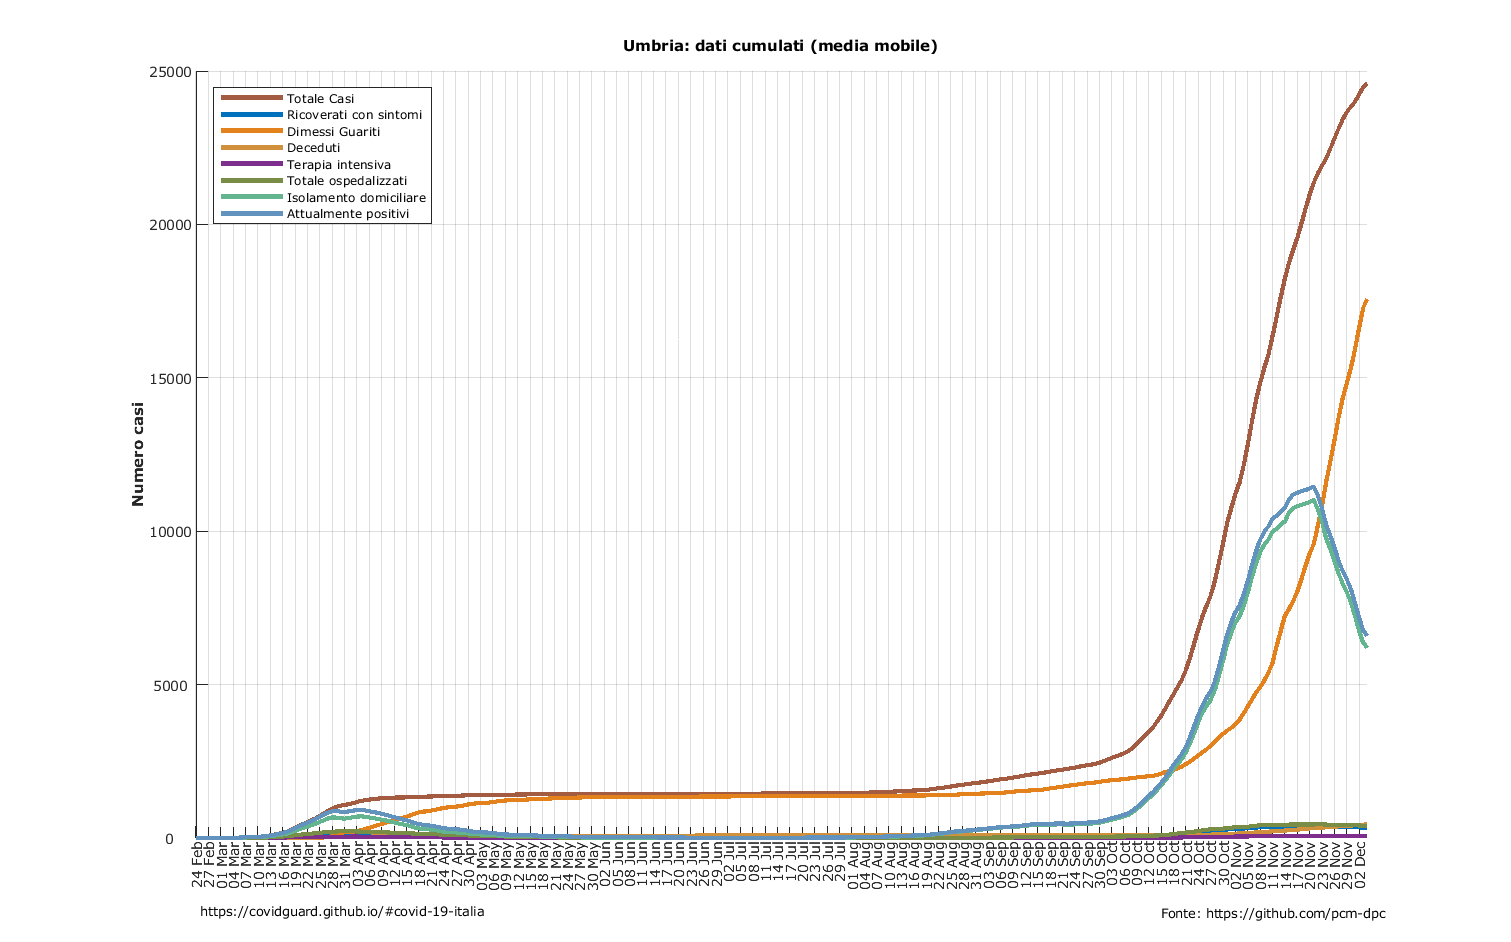 Umbria: dati cumulati (media mobile)
25000
20000
15000
10000
5000
0
Numero casi
Totale Casi
Ricoverati con sintomi
Dimessi Guariti
Deceduti
Terapia intensiva
Totale ospedalizzati
Isolamento domiciliare
Attualmente positivi
24 Feb
27 Feb
01 Mar
04 Mar
07 Mar
10 Mar
13 Mar
16 Mar
19 Mar
22 Mar
25 Mar
28 Mar
31 Mar
03 Apr
06 Apr
09 Apr
12 Apr
15 Apr
18 Apr
21 Apr
24 Apr
27 Apr
30 Apr
03 May
06 May
09 May
12 May
15 May
18 May
21 May
24 May
27 May
30 May
02 Jun
05 Jun
08 Jun
11 Jun
14 Jun
17 Jun
20 Jun
23 Jun
26 Jun
29 Jun
02 Jul
05 Jul
08 Jul
11 Jul
14 Jul
17 Jul
20 Jul
23 Jul
26 Jul
29 Jul
01 Aug
04 Aug
07 Aug
10 Aug
13 Aug
16 Aug
19 Aug
22 Aug
25 Aug
28 Aug
31 Aug
03 Sep
06 Sep
09 Sep
12 Sep
15 Sep
18 Sep
21 Sep
24 Sep
27 Sep
30 Sep
03 Oct
06 Oct
09 Oct
12 Oct
15 Oct
18 Oct
21 Oct
24 Oct
27 Oct
30 Oct
02 Nov
05 Nov
08 Nov
11 Nov
14 Nov
17 Nov
20 Nov
23 Nov
26 Nov
29 Nov
02 Dec
https://covidguard.github.io/#covid-19-italia
Fonte: https://github.com/pcm-dpc